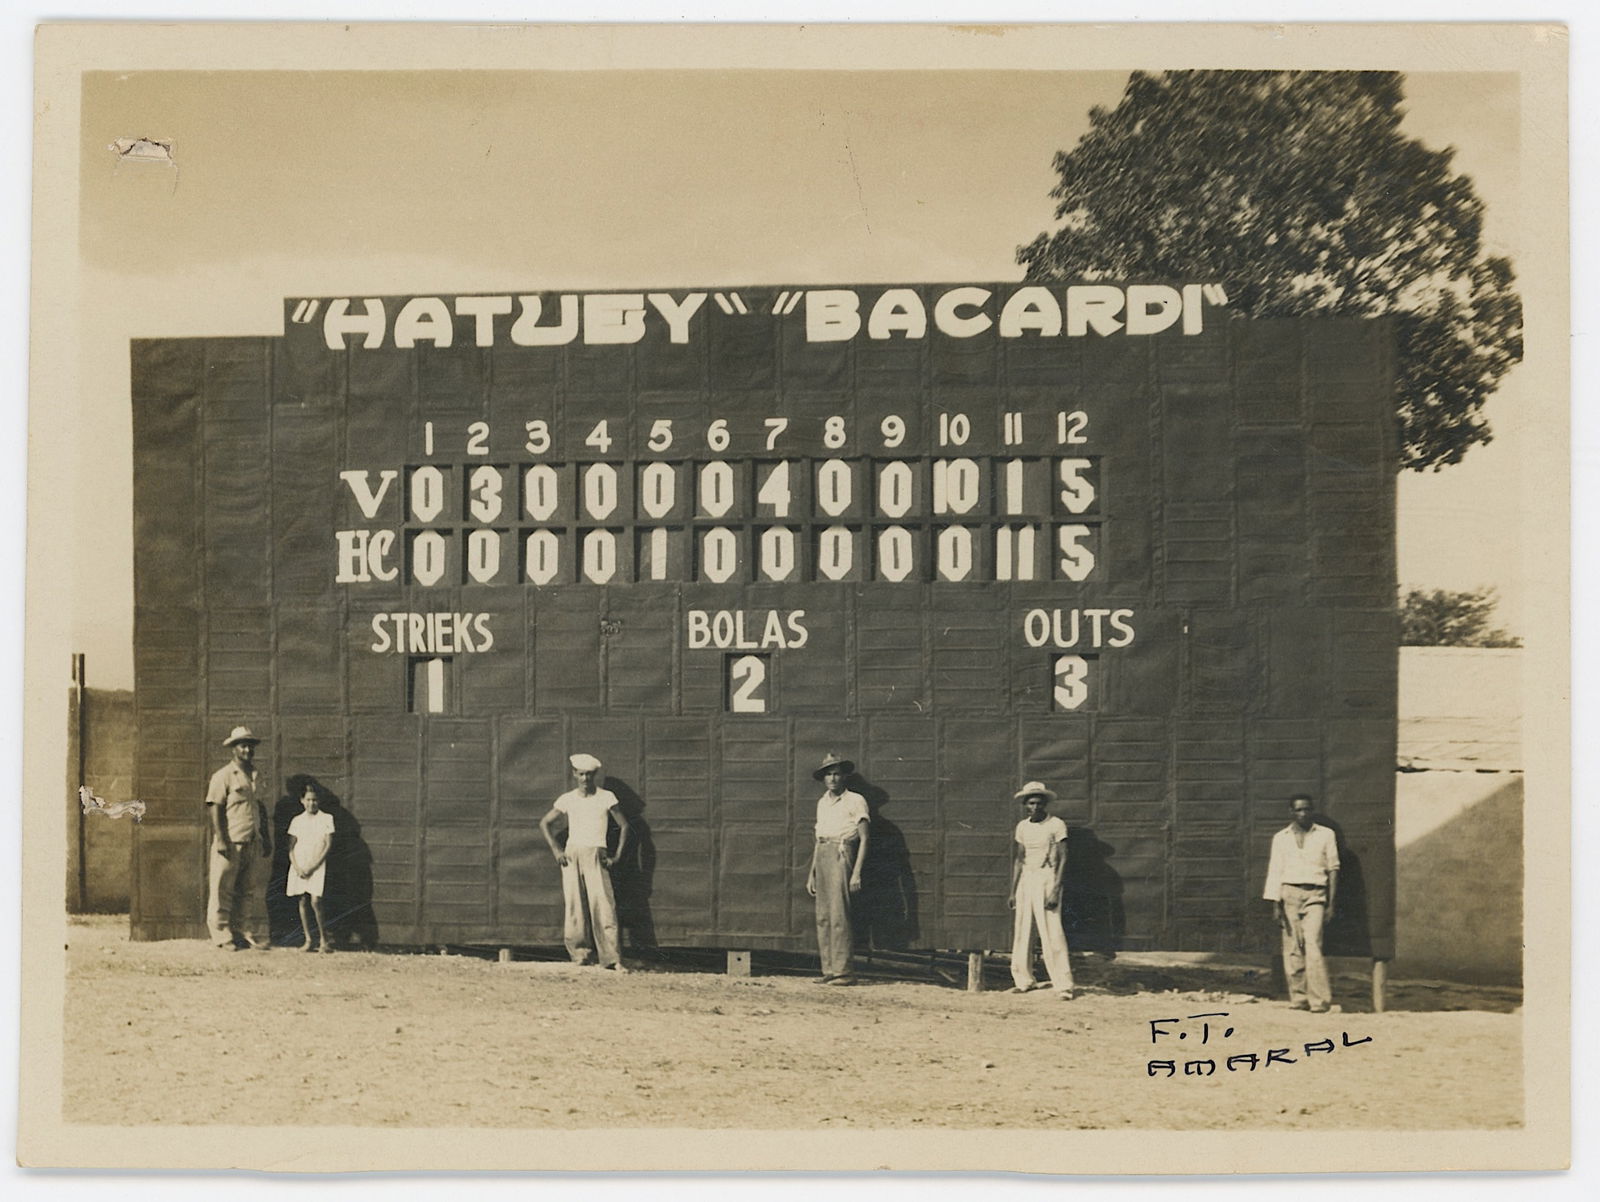 "HATUEY" "BACARDI"
1 2 3 4 5 6 7 8 9 10 11 12
V 0 3 0 0 0 0 4 0 0 10 1 5
HC 0 0 0 0 1 0 0 0 0 0 11 5
STRIEKS BOLAS OUTS
1 2 3
F.T.
AMARAL